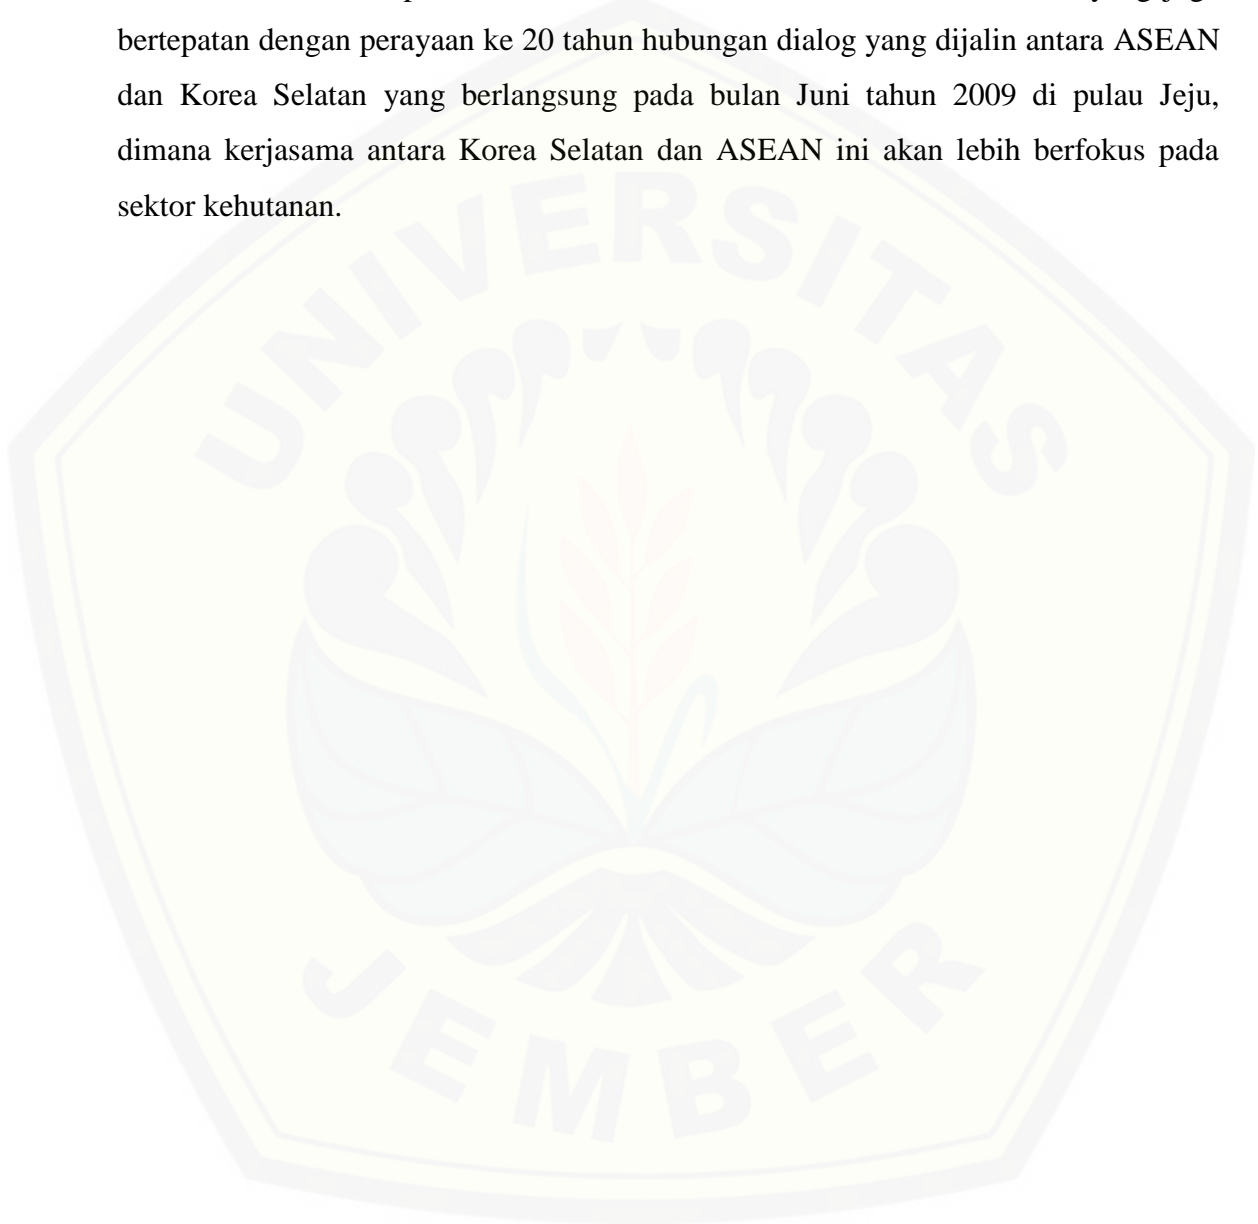 bertepatan dengan perayaan ke 20 tahun hubungan dialog yang dijalin antara ASEAN
dan Korea Selatan yang berlangsung pada bulan Juni tahun 2009 di pulau Jeju,
dimana kerjasama antara Korea Selatan dan ASEAN ini akan lebih berfokus pada
sektor kehutanan.
UNIVERSITAS
JEMBER